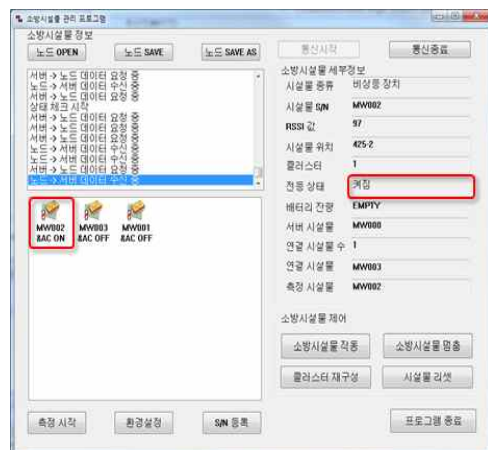 소방시설물 관리 프로그램
소방시설물 정보
노드 OPEN
노드 SAVE
노드 SAVE AS
서버 -> 노드 데이터 요청 중
노드 -> 서버 데이터 수신 중
서버 -> 노드 데이터 요청 중
상태 체크 시작
서버 -> 노드 데이터 요청 중
서버 -> 노드 데이터 요청 중
노드 -> 서버 데이터 수신 중
노드 -> 서버 데이터 수신 중
서버 -> 노드 데이터 요청 중
노드 -> 서버 데이터 수신 중
MW002
&AC ON
MW003
&AC OFF
MW001
&AC OFF
측정 시작
환경설정
S/N 등록
통신시작
통신종료
소방시설물 세부정보
시설물 종류 비상등 장치
시설물 S/N MW002
RSSI 값 97
시설물 위치 425-2
클러스터 1
전등 상태 켜짐
배터리 잔량 EMPTY
서버 시설물 MW000
연결 시설물 수 1
연결 시설물 MW003
측정 시설물 MW002
소방시설물 제어
소방시설물 작동
소방시설물 멈춤
클러스터 재구성
시설물 리셋
프로그램 종료